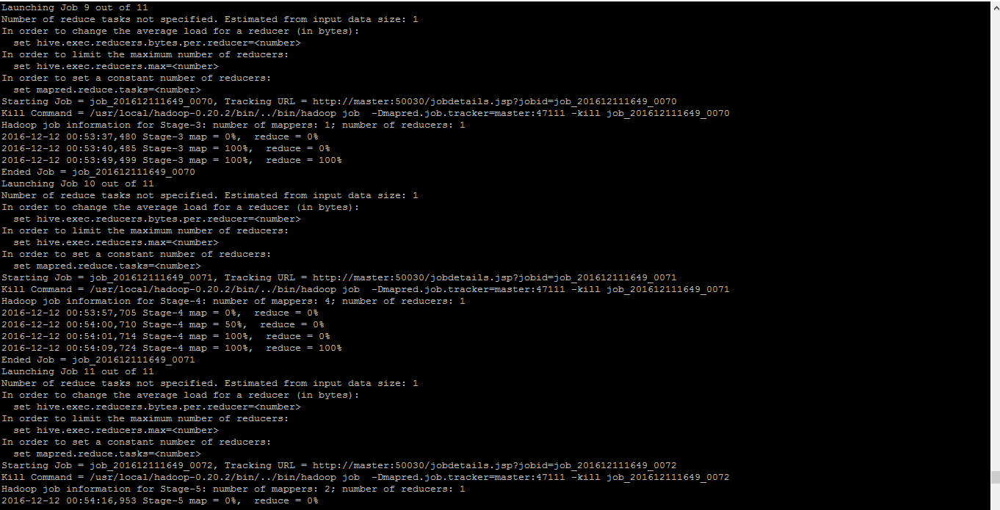 Launching Job 9 out of 11
Number of reduce tasks not specified. Estimated from input data size: 1
In order to change the average load for a reducer (in bytes):
  set hive.exec.reducers.bytes.per.reducer=<number>
In order to limit the maximum number of reducers:
  set hive.exec.reducers.max=<number>
In order to set a constant number of reducers:
  set mapred.reduce.tasks=<number>
Starting Job = job_201612111649_0070, Tracking URL = http://master:50030/jobdetails.jsp?jobid=job_201612111649_0070
Kill Command = /usr/local/hadoop-0.20.2/bin/../bin/hadoop job  -Dmapred.job.tracker=master:47111 -kill job_201612111649_0070
Hadoop job information for Stage-3: number of mappers: 1; number of reducers: 1
2016-12-12 00:53:37,480 Stage-3 map = 0%,  reduce = 0%
2016-12-12 00:53:40,485 Stage-3 map = 100%,  reduce = 0%
2016-12-12 00:53:49,499 Stage-3 map = 100%,  reduce = 100%
Ended Job = job_201612111649_0070
Launching Job 10 out of 11
Number of reduce tasks not specified. Estimated from input data size: 1
In order to change the average load for a reducer (in bytes):
  set hive.exec.reducers.bytes.per.reducer=<number>
In order to limit the maximum number of reducers:
  set hive.exec.reducers.max=<number>
In order to set a constant number of reducers:
  set mapred.reduce.tasks=<number>
Starting Job = job_201612111649_0071, Tracking URL = http://master:50030/jobdetails.jsp?jobid=job_201612111649_0071
Kill Command = /usr/local/hadoop-0.20.2/bin/../bin/hadoop job  -Dmapred.job.tracker=master:47111 -kill job_201612111649_0071
Hadoop job information for Stage-4: number of mappers: 4; number of reducers: 1
2016-12-12 00:53:57,705 Stage-4 map = 0%,  reduce = 0%
2016-12-12 00:54:00,710 Stage-4 map = 50%,  reduce = 0%
2016-12-12 00:54:01,714 Stage-4 map = 100%,  reduce = 0%
2016-12-12 00:54:09,724 Stage-4 map = 100%,  reduce = 100%
Ended Job = job_201612111649_0071
Launching Job 11 out of 11
Number of reduce tasks not specified. Estimated from input data size: 1
In order to change the average load for a reducer (in bytes):
  set hive.exec.reducers.bytes.per.reducer=<number>
In order to limit the maximum number of reducers:
  set hive.exec.reducers.max=<number>
In order to set a constant number of reducers:
  set mapred.reduce.tasks=<number>
Starting Job = job_201612111649_0072, Tracking URL = http://master:50030/jobdetails.jsp?jobid=job_201612111649_0072
Kill Command = /usr/local/hadoop-0.20.2/bin/../bin/hadoop job  -Dmapred.job.tracker=master:47111 -kill job_201612111649_0072
Hadoop job information for Stage-5: number of mappers: 2; number of reducers: 1
2016-12-12 00:54:16,953 Stage-5 map = 0%,  reduce = 0%